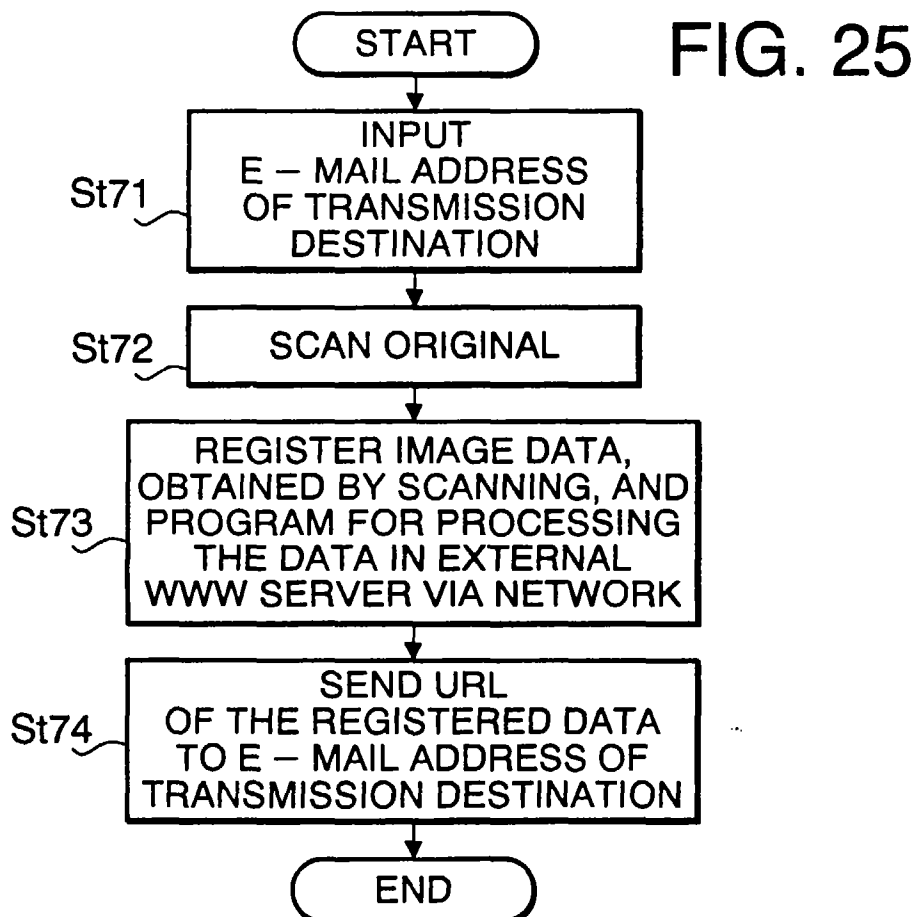 START
FIG. 25
St71
INPUT
E – MAIL ADDRESS
OF TRANSMISSION
DESTINATION
St72
SCAN ORIGINAL
St73
REGISTER IMAGE DATA,
OBTAINED BY SCANNING, AND
PROGRAM FOR PROCESSING
THE DATA IN EXTERNAL
WWW SERVER VIA NETWORK
St74
SEND URL
OF THE REGISTERED DATA
TO E – MAIL ADDRESS OF
TRANSMISSION DESTINATION
END